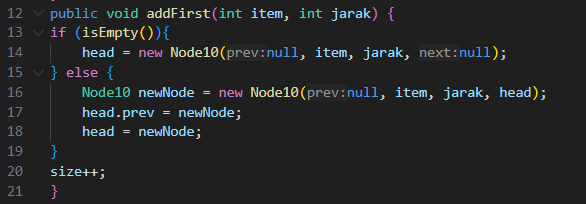 12 public void addFirst(int item, int jarak) {
13 if (isEmpty()){
14 head = new Node10(prev:null, item, jarak, next:null);
15 } else {
16 Node10 newNode = new Node10(prev:null, item, jarak, head);
17 head.prev = newNode;
18 head = newNode;
19 }
20 size++;
21 }